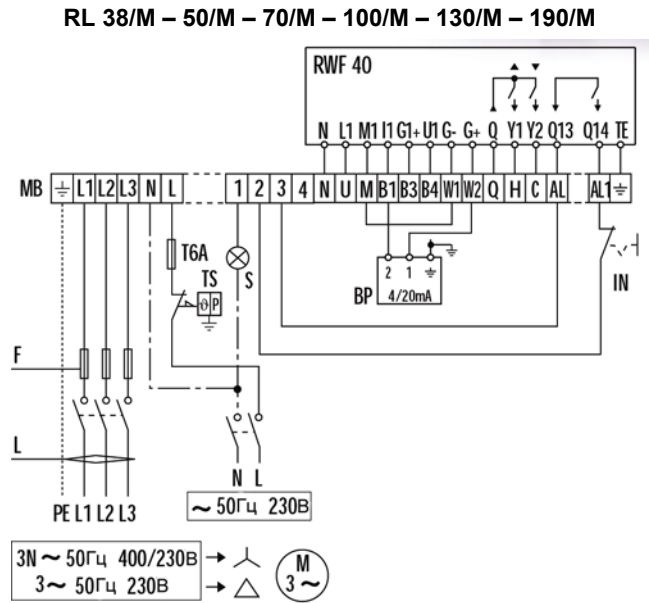 RL 38/M – 50/M – 70/M – 100/M – 130/M – 190/M
RWF 40
N L1 M1 I1 G1+ U1 G- G+ Q Y1 Y2 Q13 Q14 TE
MB L1 L2 L3 N L 1 2 3 4 N U M B1 B3 B4 W1 W2 Q H C AL AL1
T6A
TS
S
ϑ P
2 1
BP 4/20mA
IN
F
L
N L
~ 50Гц 230В
PE L1 L2 L3
3N ~ 50Гц 400/230В
3~ 50Гц 230В
M
3 ~